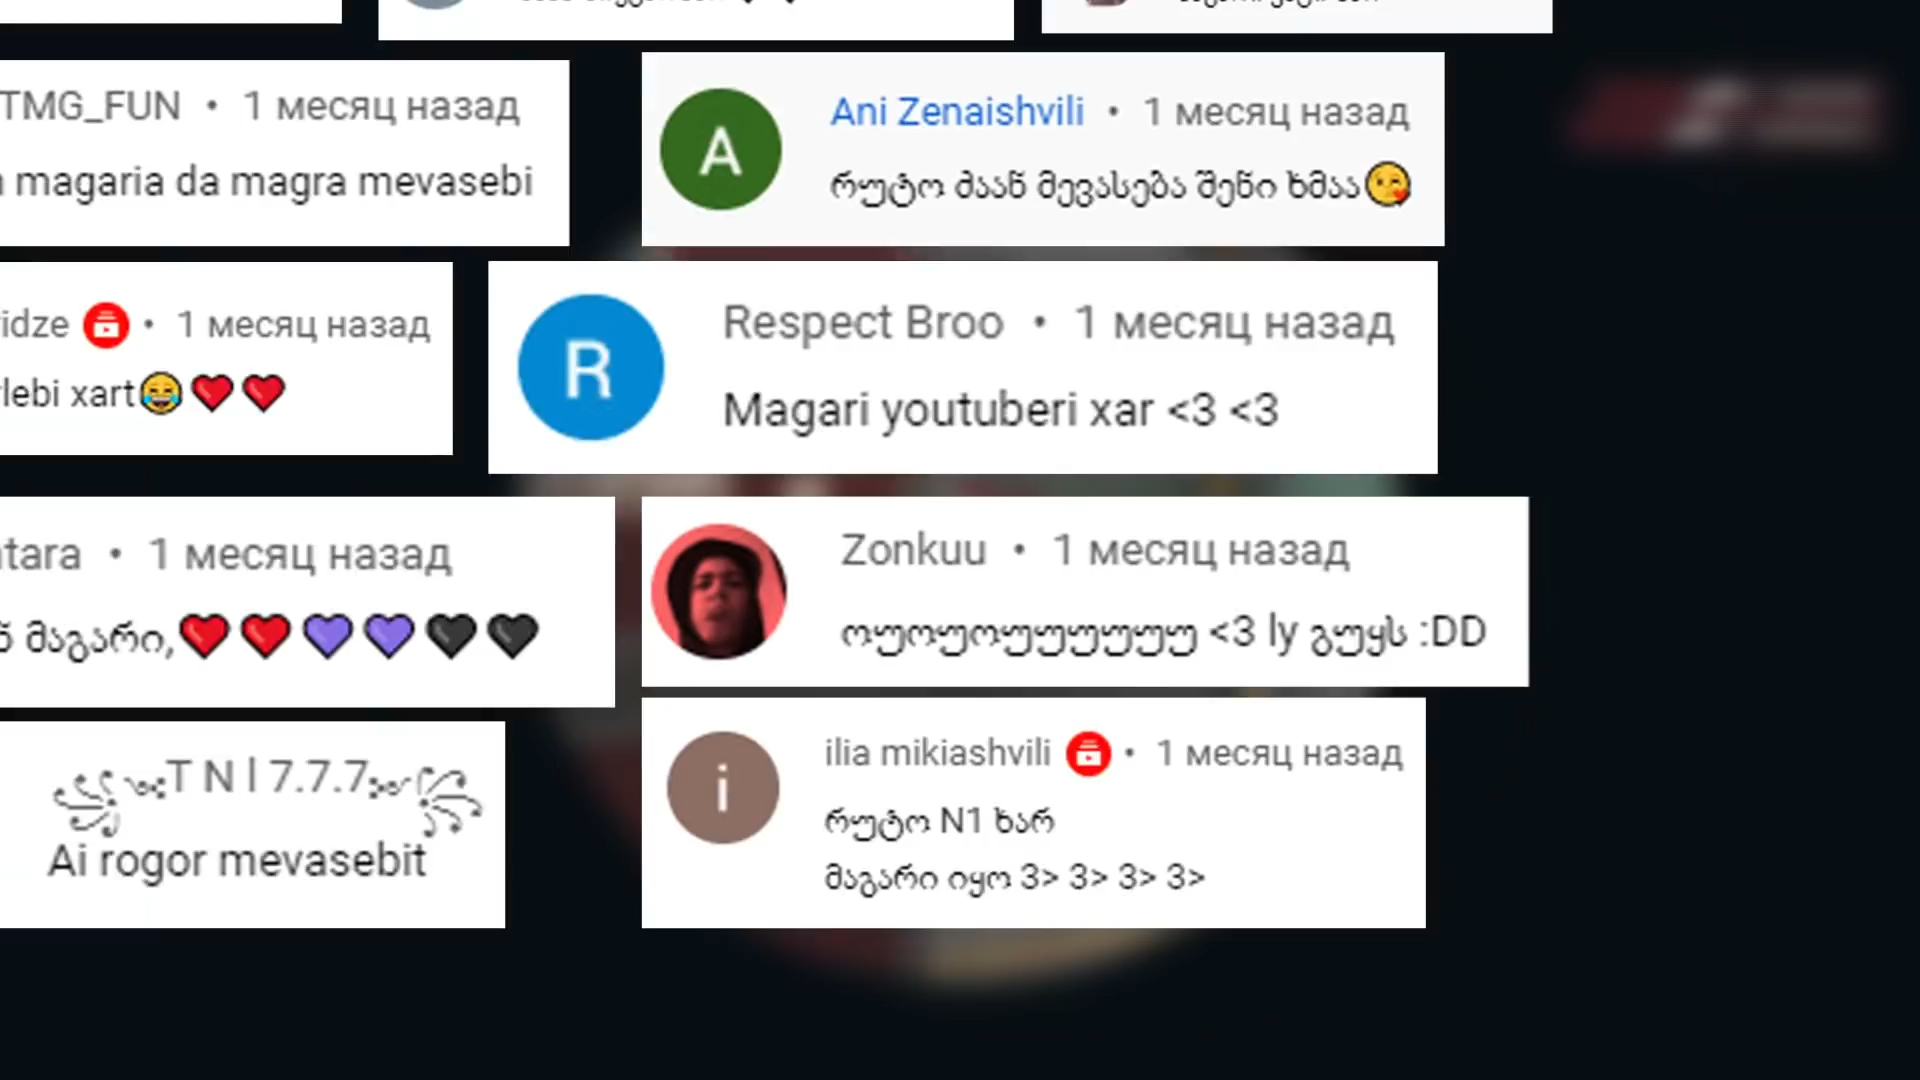 TMG_FUN • 1 месяц назад
magaria da magra mevasebi
Ani Zenaishvili • 1 месяц назад
რუტო ძაან მევასება შენი ხმაა😘
idze • 1 месяц назад
lebi xart😂❤️❤️
Respect Broo • 1 месяц назад
Magari youtuberi xar <3 <3
tara • 1 месяц назад
მაგარი,❤️❤️💜💜🖤🖤
Zonkuu • 1 месяц назад
ოუოუოუუუუუუ <3 ly გუყს :DD
꧁༺T N l 7.7.7༻꧂
Ai rogor mevasebit
ilia mikiashvili • 1 месяц назад
რუტო N1 ხარ
მაგარი იყო 3> 3> 3> 3>